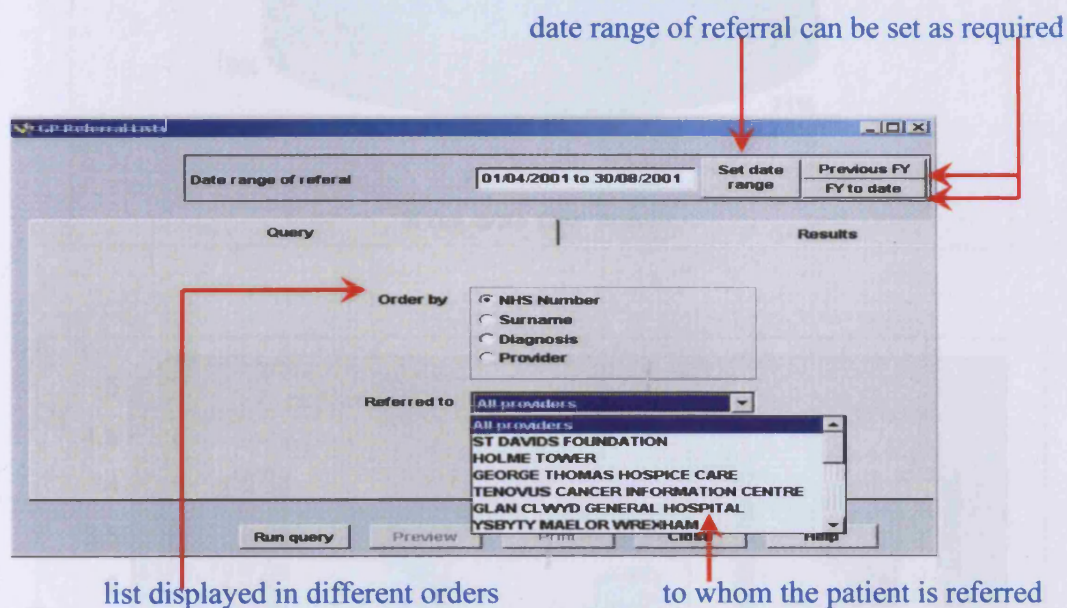 date range of referral can be set as required
GP Referral Lists
Date range of referal
01/04/2001 to 30/08/2001
Set date range
Previous FY
FY to date
Query
Results
Order by
NHS Number
Surname
Diagnosis
Provider
Referred to
All providers
All providers
ST DAVIDS FOUNDATION
HOLME TOWER
GEORGE THOMAS HOSPICE CARE
TENOVUS CANCER INFORMATION CENTRE
GLAN CLWYD GENERAL HOSPITAL
YSBYTY MAELOR WREXHAM
Run query
Preview
Print
Close
Help
list displayed in different orders
to whom the patient is referred